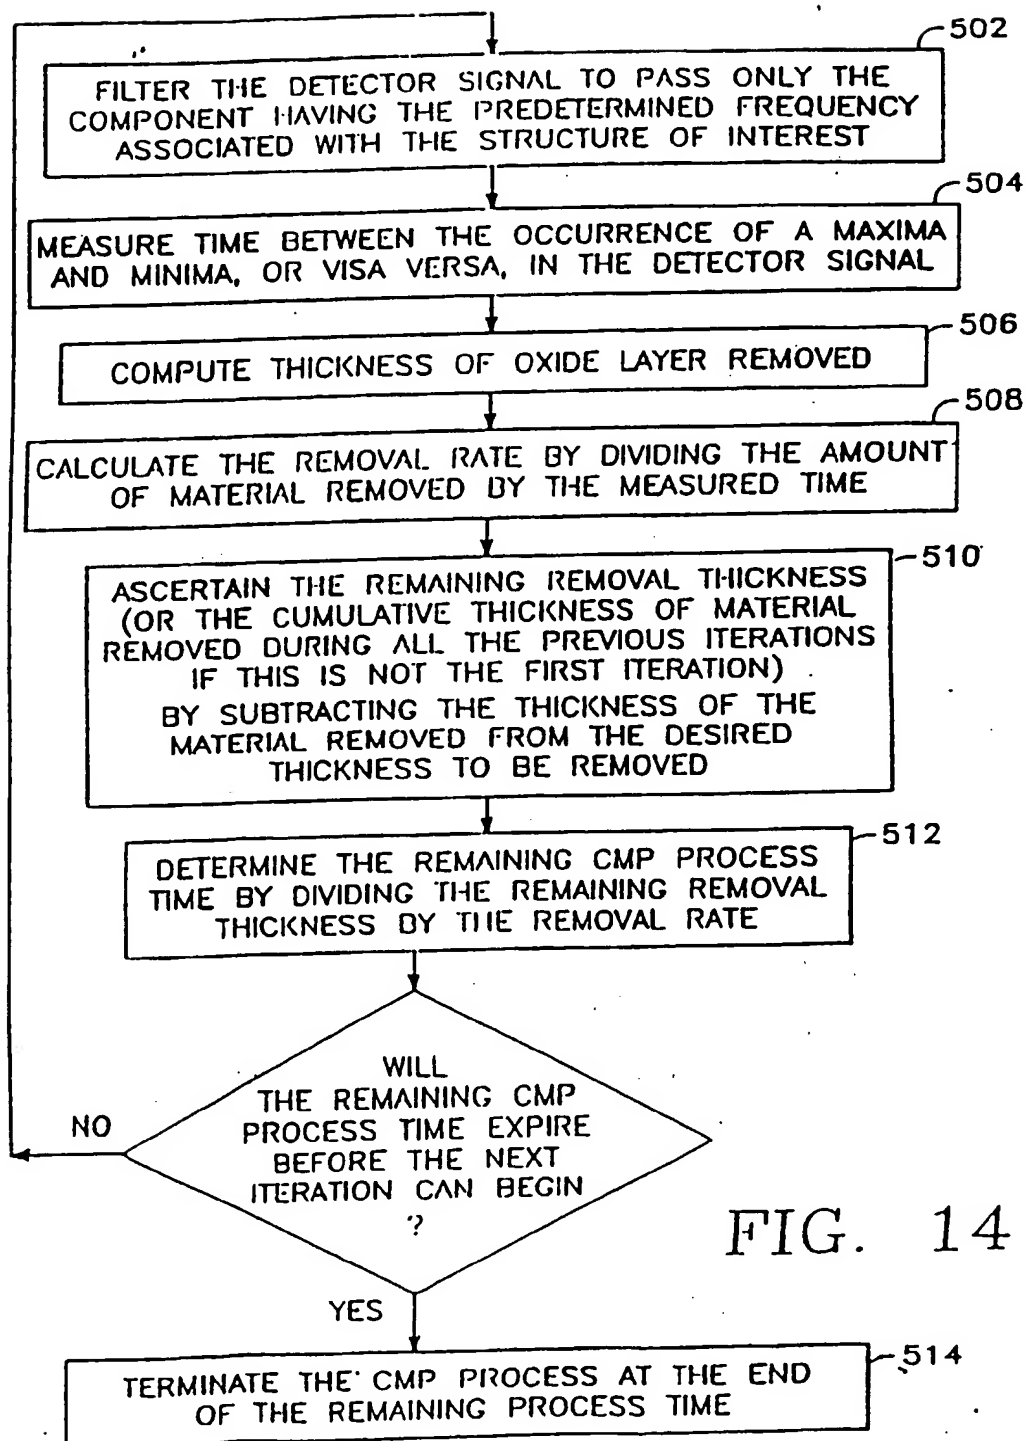 502
FILTER THE DETECTOR SIGNAL TO PASS ONLY THE
COMPONENT HAVING THE PREDETERMINED FREQUENCY
ASSOCIATED WITH THE STRUCTURE OF INTEREST
504
MEASURE TIME BETWEEN THE OCCURRENCE OF A MAXIMA
AND MINIMA, OR VISA VERSA, IN THE DETECTOR SIGNAL
506
COMPUTE THICKNESS OF OXIDE LAYER REMOVED
508
CALCULATE THE REMOVAL RATE BY DIVIDING THE AMOUNT
OF MATERIAL REMOVED BY THE MEASURED TIME
510
ASCERTAIN THE REMAINING REMOVAL THICKNESS
(OR THE CUMULATIVE THICKNESS OF MATERIAL
REMOVED DURING ALL THE PREVIOUS ITERATIONS
IF THIS IS NOT THE FIRST ITERATION)
BY SUBTRACTING THE THICKNESS OF THE
MATERIAL REMOVED FROM THE DESIRED
THICKNESS TO BE REMOVED
512
DETERMINE THE REMAINING CMP PROCESS
TIME BY DIVIDING THE REMAINING REMOVAL
THICKNESS BY THE REMOVAL RATE
WILL
THE REMAINING CMP
PROCESS TIME EXPIRE
BEFORE THE NEXT
ITERATION CAN BEGIN
?
NO
YES
FIG. 14
514
TERMINATE THE CMP PROCESS AT THE END
OF THE REMAINING PROCESS TIME